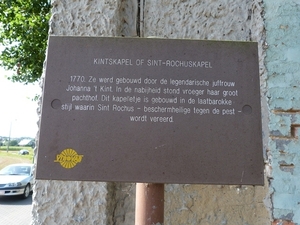 KINTSKAPEL OF SINT-ROCHUSKAPEL
1770. Ze werd gebouwd door de legendarische juffrouw
Johanna 't Kint. In de nabijheid stond vroeger haar groot
pachthof. Dit kapelletje is gebouwd in de laatbarokke
stijl waarin Sint Rochus - beschermheilige tegen de pest -
wordt vereerd.